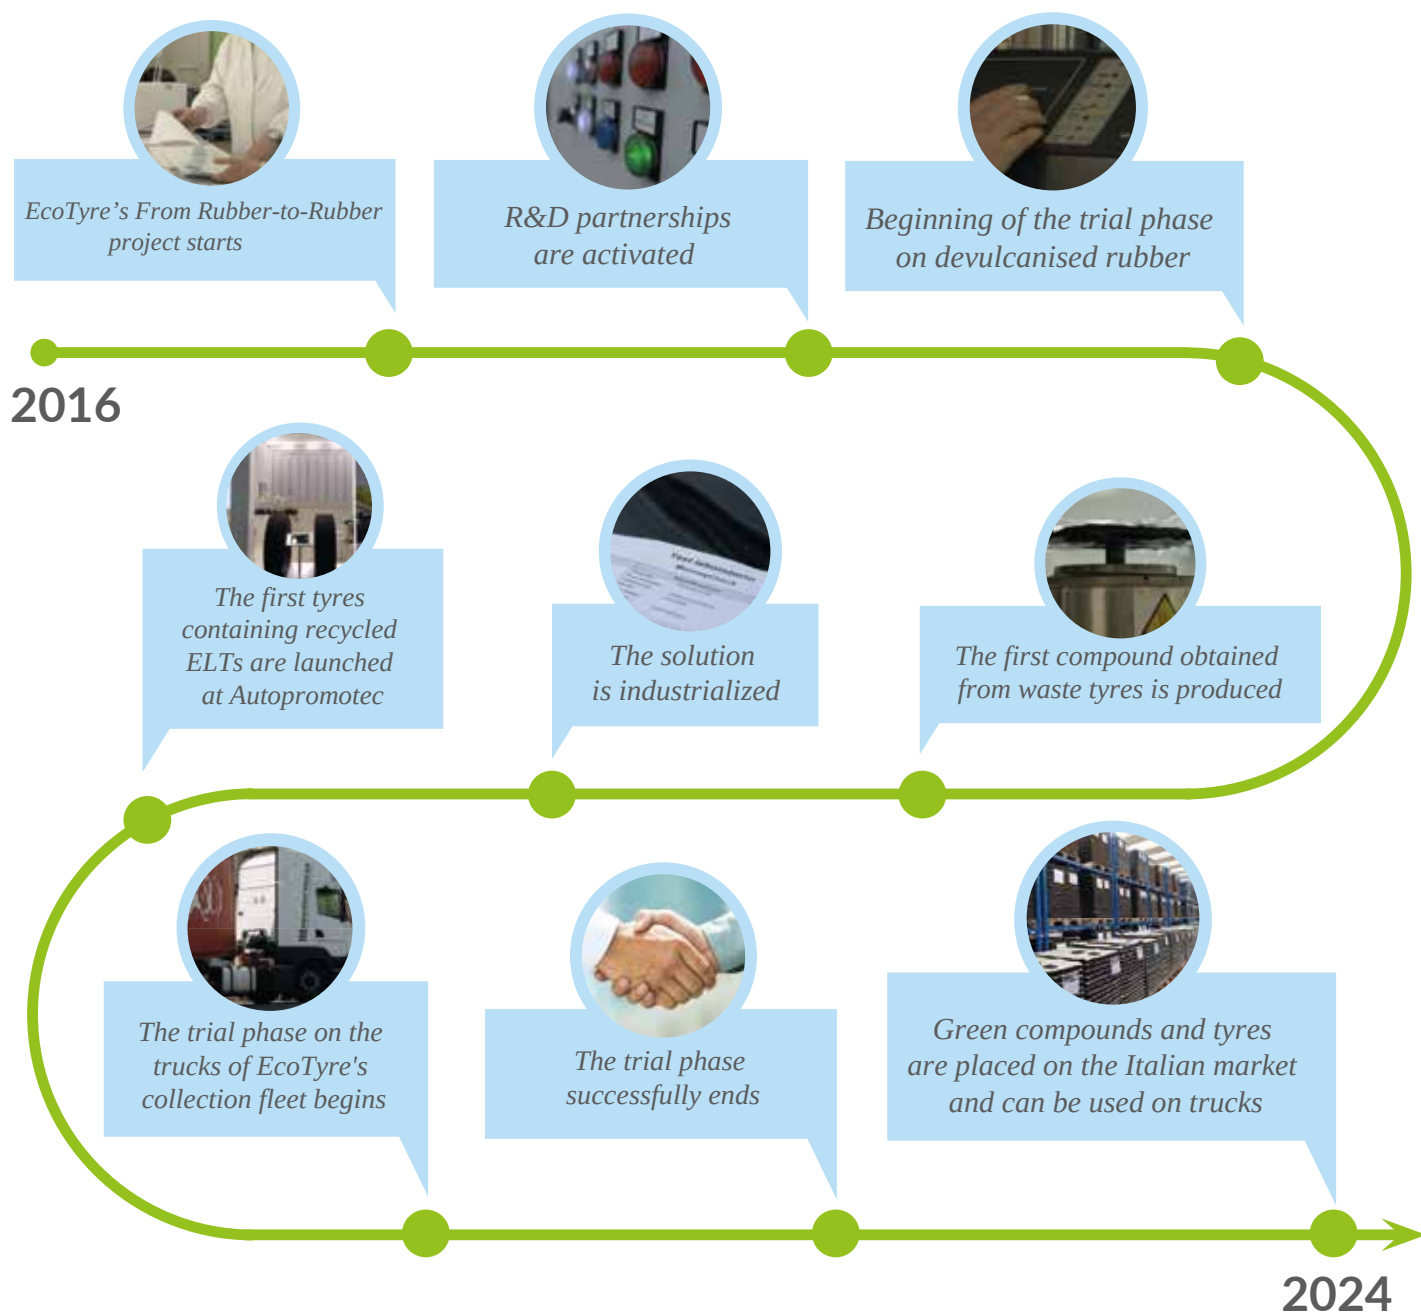 EcoTyre’s From Rubber-to-Rubber
project starts
R&D partnerships
are activated
Beginning of the trial phase
on devulcanised rubber
2016
The first compound obtained
from waste tyres is produced
The solution
is industrialized
The first tyres
containing recycled
ELTs are launched
at Autopromotec
The trial phase on the
trucks of EcoTyre's
collection fleet begins
The trial phase
successfully ends
Green compounds and tyres
are placed on the Italian market
and can be used on trucks
2024